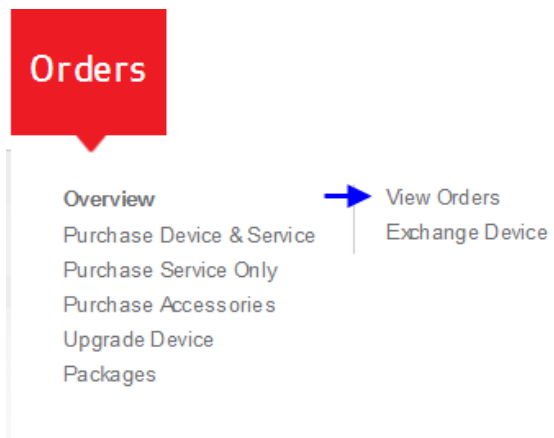 Orders
Overview
Purchase Device & Service
Purchase Service Only
Purchase Accessories
Upgrade Device
Packages
View Orders
Exchange Device